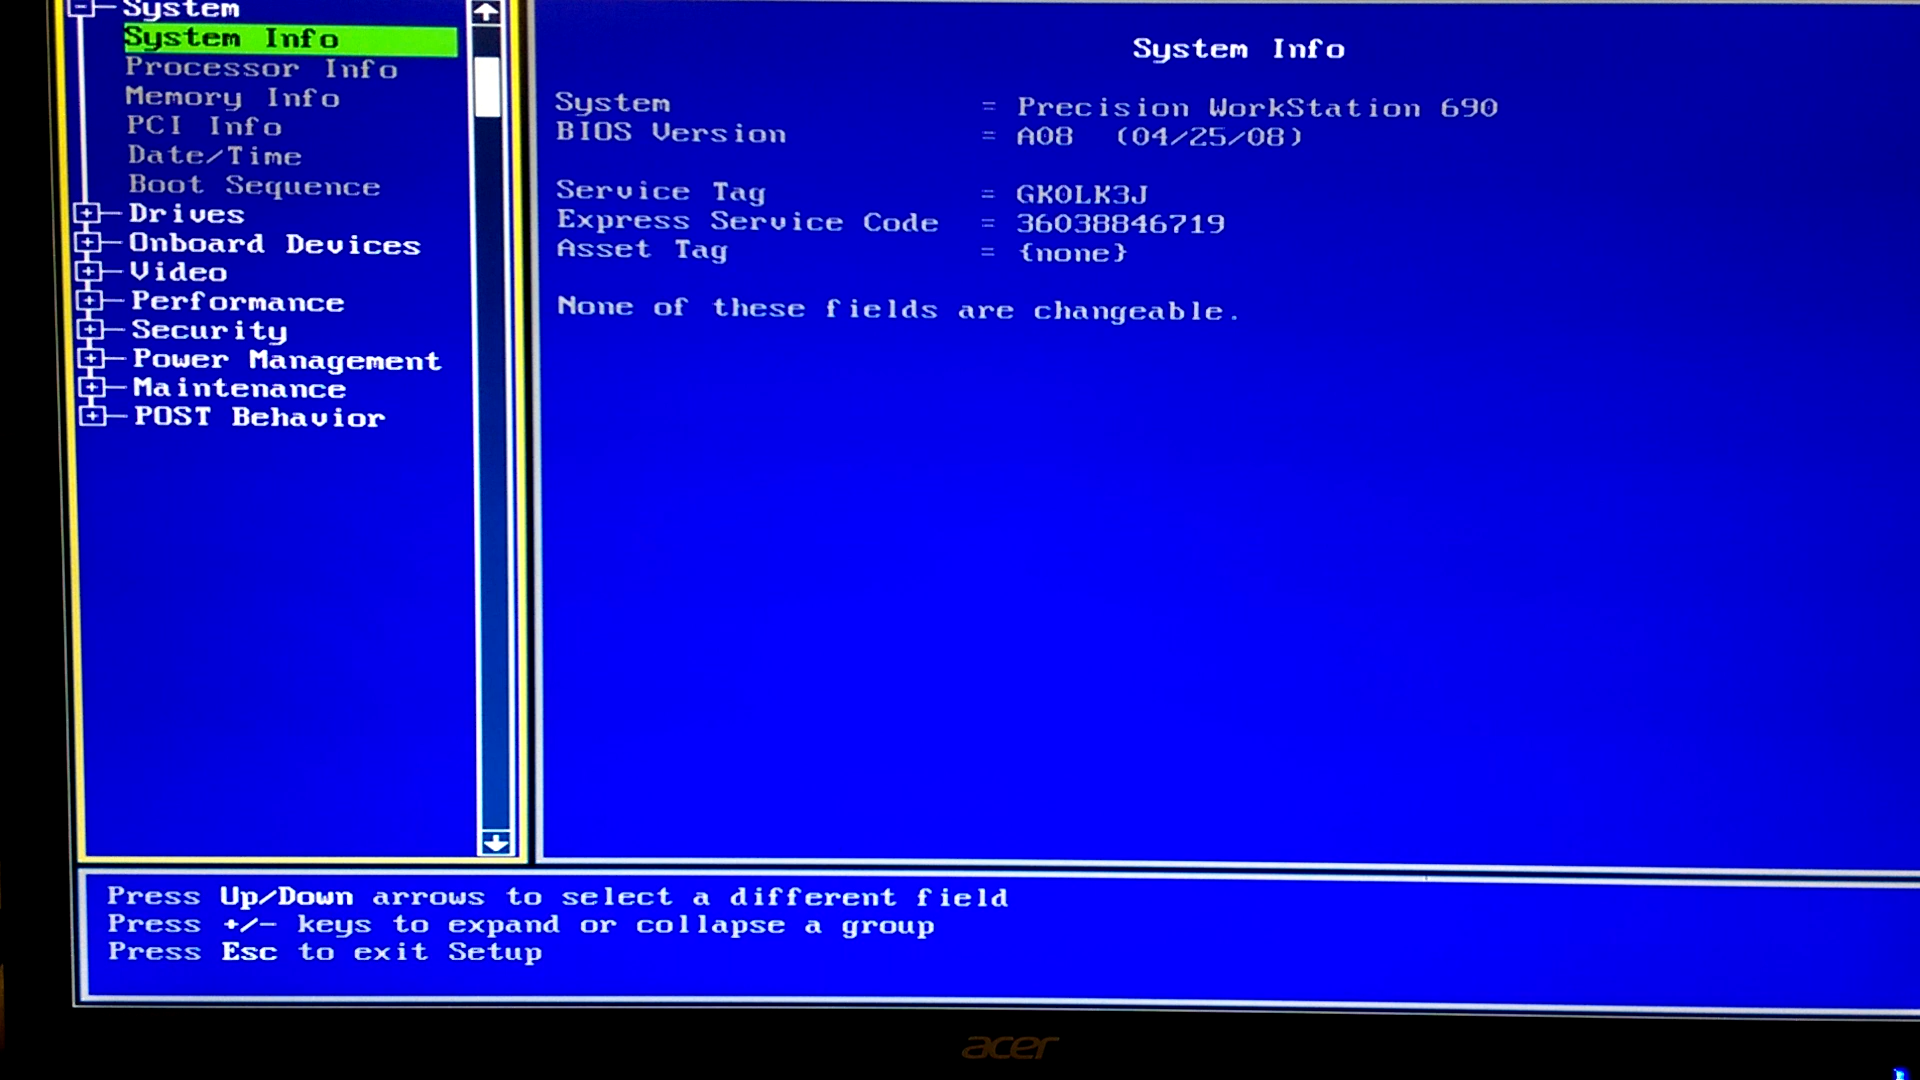 System
System Info
Processor Info
Memory Info
PCI Info
Date/Time
Boot Sequence
Drives
Onboard Devices
Video
Performance
Security
Power Management
Maintenance
POST Behavior
System Info
System = Precision WorkStation 690
BIOS Version = A08 (04/25/08)
Service Tag = GK0LK3J
Express Service Code = 36038846719
Asset Tag = {none}
None of these fields are changeable.
Press Up/Down arrows to select a different field
Press +/- keys to expand or collapse a group
Press Esc to exit Setup
acer